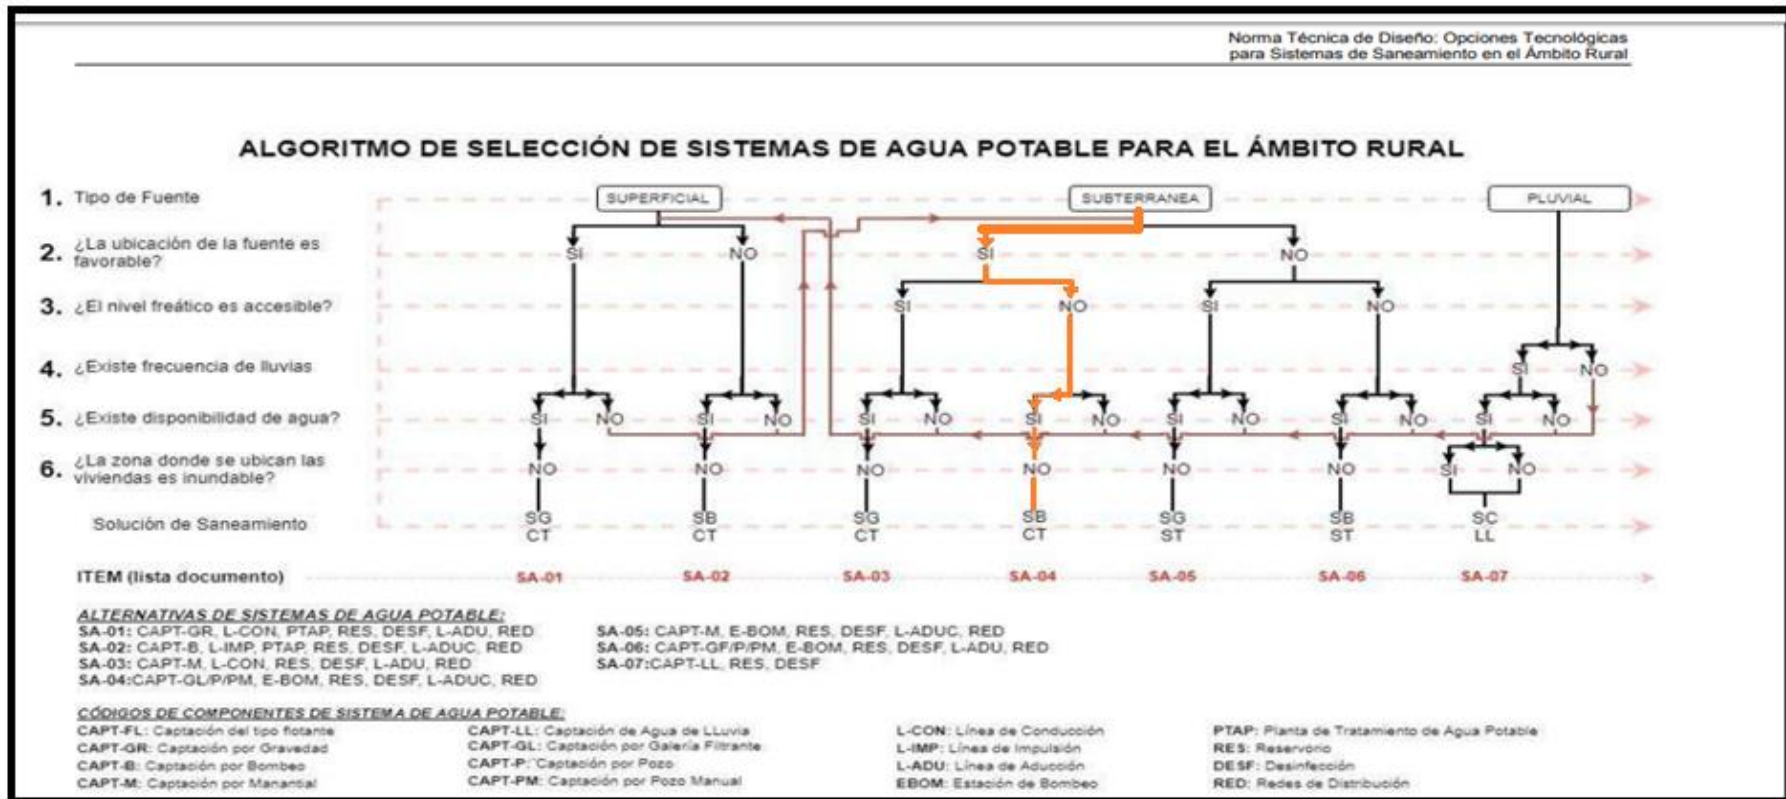 Norma Técnica de Diseño: Opciones Tecnológicas
para Sistemas de Saneamiento en el Ámbito Rural
ALGORITMO DE SELECCIÓN DE SISTEMAS DE AGUA POTABLE PARA EL ÁMBITO RURAL
1. Tipo de Fuente SUPERFICIAL SUBTERRANEA PLUVIAL
2. ¿La ubicación de la fuente es
favorable?
SI NO SI NO
3. ¿El nivel freático es accesible? SI NO SI NO
4. ¿Existe frecuencia de lluvias SI NO
5. ¿Existe disponibilidad de agua? SI NO SI NO SI NO SI NO SI NO SI NO SI NO
6. ¿La zona donde se ubican las
viviendas es inundable?
NO NO NO NO NO NO SI NO
Solución de Saneamiento
SG SB SG SB SG SB SC
CT CT CT CT ST ST LL
ITEM (lista documento) SA-01 SA-02 SA-03 SA-04 SA-05 SA-06 SA-07
ALTERNATIVAS DE SISTEMAS DE AGUA POTABLE:
SA-01: CAPT-GR, L-CON, PTAP, RES, DESF, L-ADU, RED
SA-02: CAPT-B, L-IMP, PTAP, RES, DESF, L-ADUC, RED
SA-03: CAPT-M, L-CON, RES, DESF, L-ADU, RED
SA-04:CAPT-GL/P/PM, E-BOM, RES, DESF, L-ADUC, RED
SA-05: CAPT-M, E-BOM, RES, DESF, L-ADUC, RED
SA-06: CAPT-GF/P/PM, E-BOM, RES, DESF, L-ADU, RED
SA-07:CAPT-LL, RES, DESF
CÓDIGOS DE COMPONENTES DE SISTEMA DE AGUA POTABLE:
CAPT-FL: Captación del tipo flotante
CAPT-GR: Captación por Gravedad
CAPT-B: Captación por Bombeo
CAPT-M: Captación por Manantial
CAPT-LL: Captación de Agua de LLuvia
CAPT-GL: Captación por Galería Filtrante
CAPT-P: Captación por Pozo
CAPT-PM: Captación por Pozo Manual
L-CON: Línea de Conducción
L-IMP: Línea de Impulsión
L-ADU: Línea de Aducción
EBOM: Estación de Bombeo
PTAP: Planta de Tratamiento de Agua Potable
RES: Reservorio
DESF: Desinfección
RED: Redes de Distribución